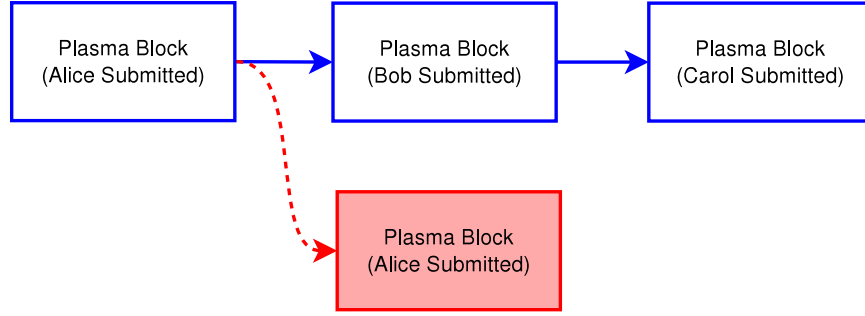 Plasma Block
(Alice Submitted)
Plasma Block
(Bob Submitted)
Plasma Block
(Carol Submitted)
Plasma Block
(Alice Submitted)